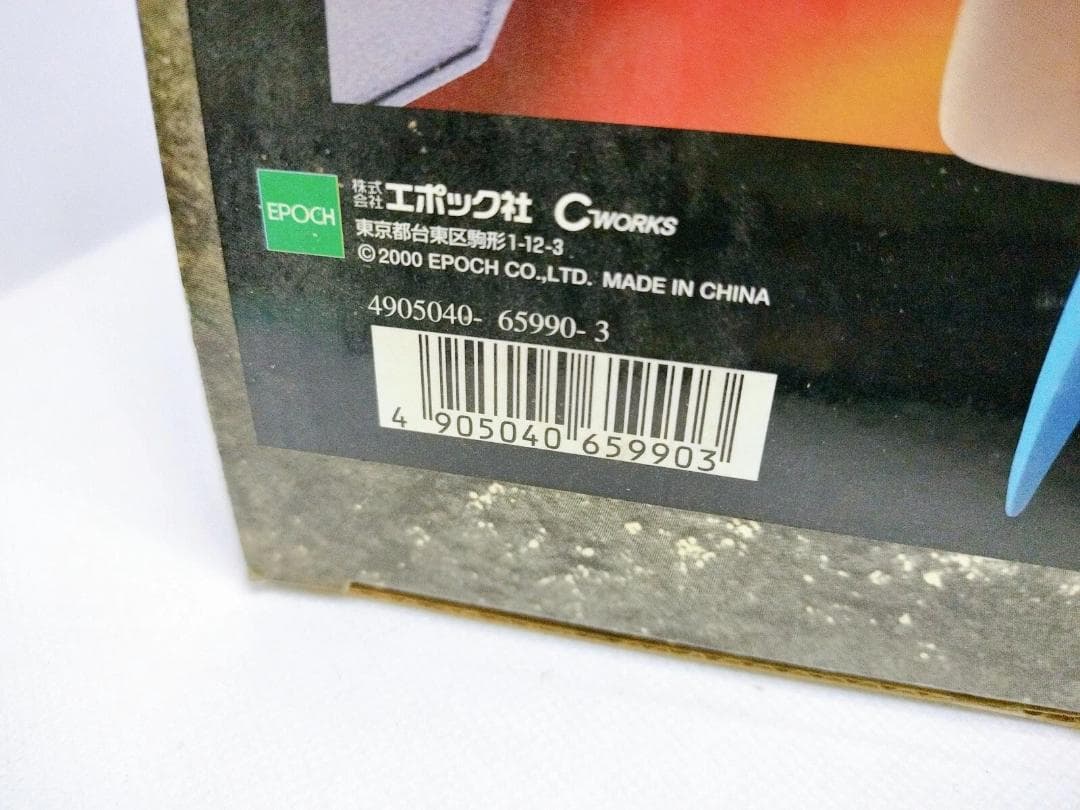 EPOCH
株式会社 エポック社 C-WORKS
東京都台東区駒形1-12-3
©2000 EPOCH CO.,LTD. MADE IN CHINA
4905040- 65990- 3
4 905040 659903